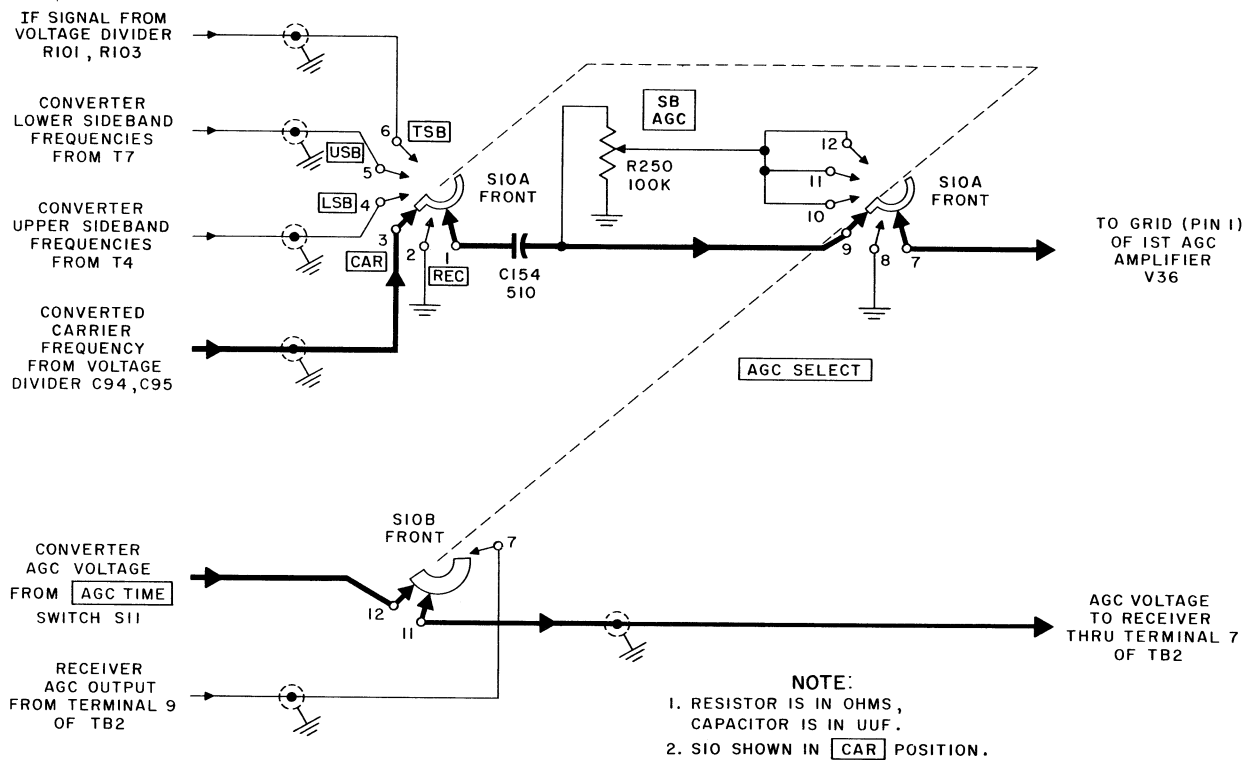 IF SIGNAL FROM
VOLTAGE DIVIDER
R101, R103
CONVERTER
LOWER SIDEBAND
FREQUENCIES
FROM T7
CONVERTER
UPPER SIDEBAND
FREQUENCIES
FROM T4
CONVERTED
CARRIER
FREQUENCY
FROM VOLTAGE
DIVIDER C94, C95
6
TSB
USB
5
LSB
4
3
CAR
2
1
REC
S10A
FRONT
C154
510
SB
AGC
R250
100K
12
11
10
9
8
7
S10A
FRONT
TO GRID (PIN 1)
OF 1ST AGC
AMPLIFIER
V36
AGC SELECT
S10B
FRONT
7
12
11
CONVERTER
AGC VOLTAGE
FROM AGC TIME
SWITCH S11
RECEIVER
AGC OUTPUT
FROM TERMINAL 9
OF TB2
AGC VOLTAGE
TO RECEIVER
THRU TERMINAL 7
OF TB2
NOTE:
1. RESISTOR IS IN OHMS,
CAPACITOR IS IN UUF.
2. S10 SHOWN IN CAR POSITION.